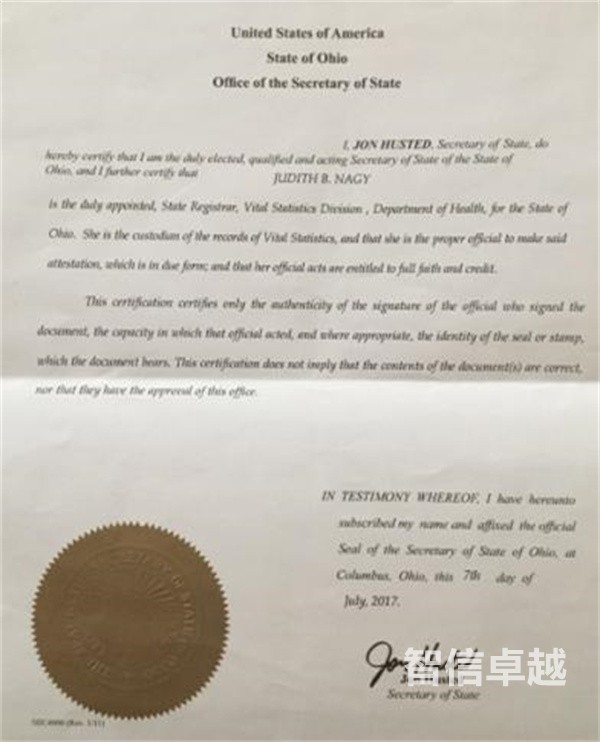 United States of America
State of Ohio
Office of the Secretary of State
I, JON HUSTED, Secretary of State, do
hereby certify that I am the duly elected, qualified and acting Secretary of State of the State of
Ohio, and I further certify that JUDITH B. NAGY
is the duly appointed, State Registrar, Vital Statistics Division , Department of Health, for the State of
Ohio. She is the custodian of the records of Vital Statistics, and that she is the proper official to make said
attestation, which is in due form; and that her official acts are entitled to full faith and credit.
This certification certifies only the authenticity of the signature of the official who signed the
document, the capacity in which that official acted, and where appropriate, the identity of the seal or stamp,
which the document bears. This certification does not imply that the contents of the document(s) are correct,
nor that they have the approval of this office.
IN TESTIMONY WHEREOF, I have hereunto
subscribed my name and affixed the official
Seal of the Secretary of State of Ohio, at
Columbus, Ohio, this 7th day of
July, 2017.
智信卓越
Secretary of State